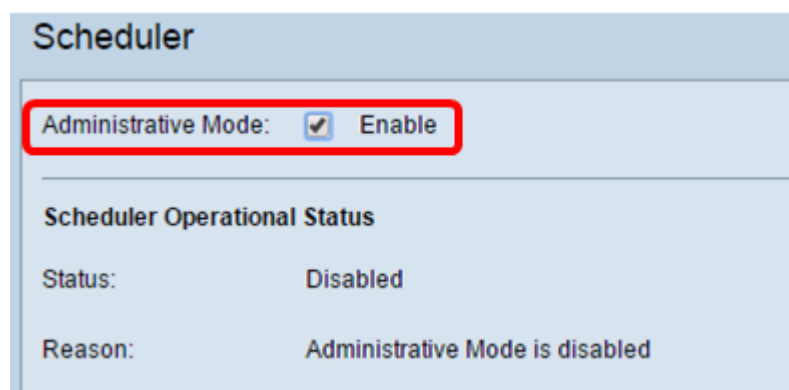 Scheduler
Administrative Mode: Enable
Scheduler Operational Status
Status: Disabled
Reason: Administrative Mode is disabled